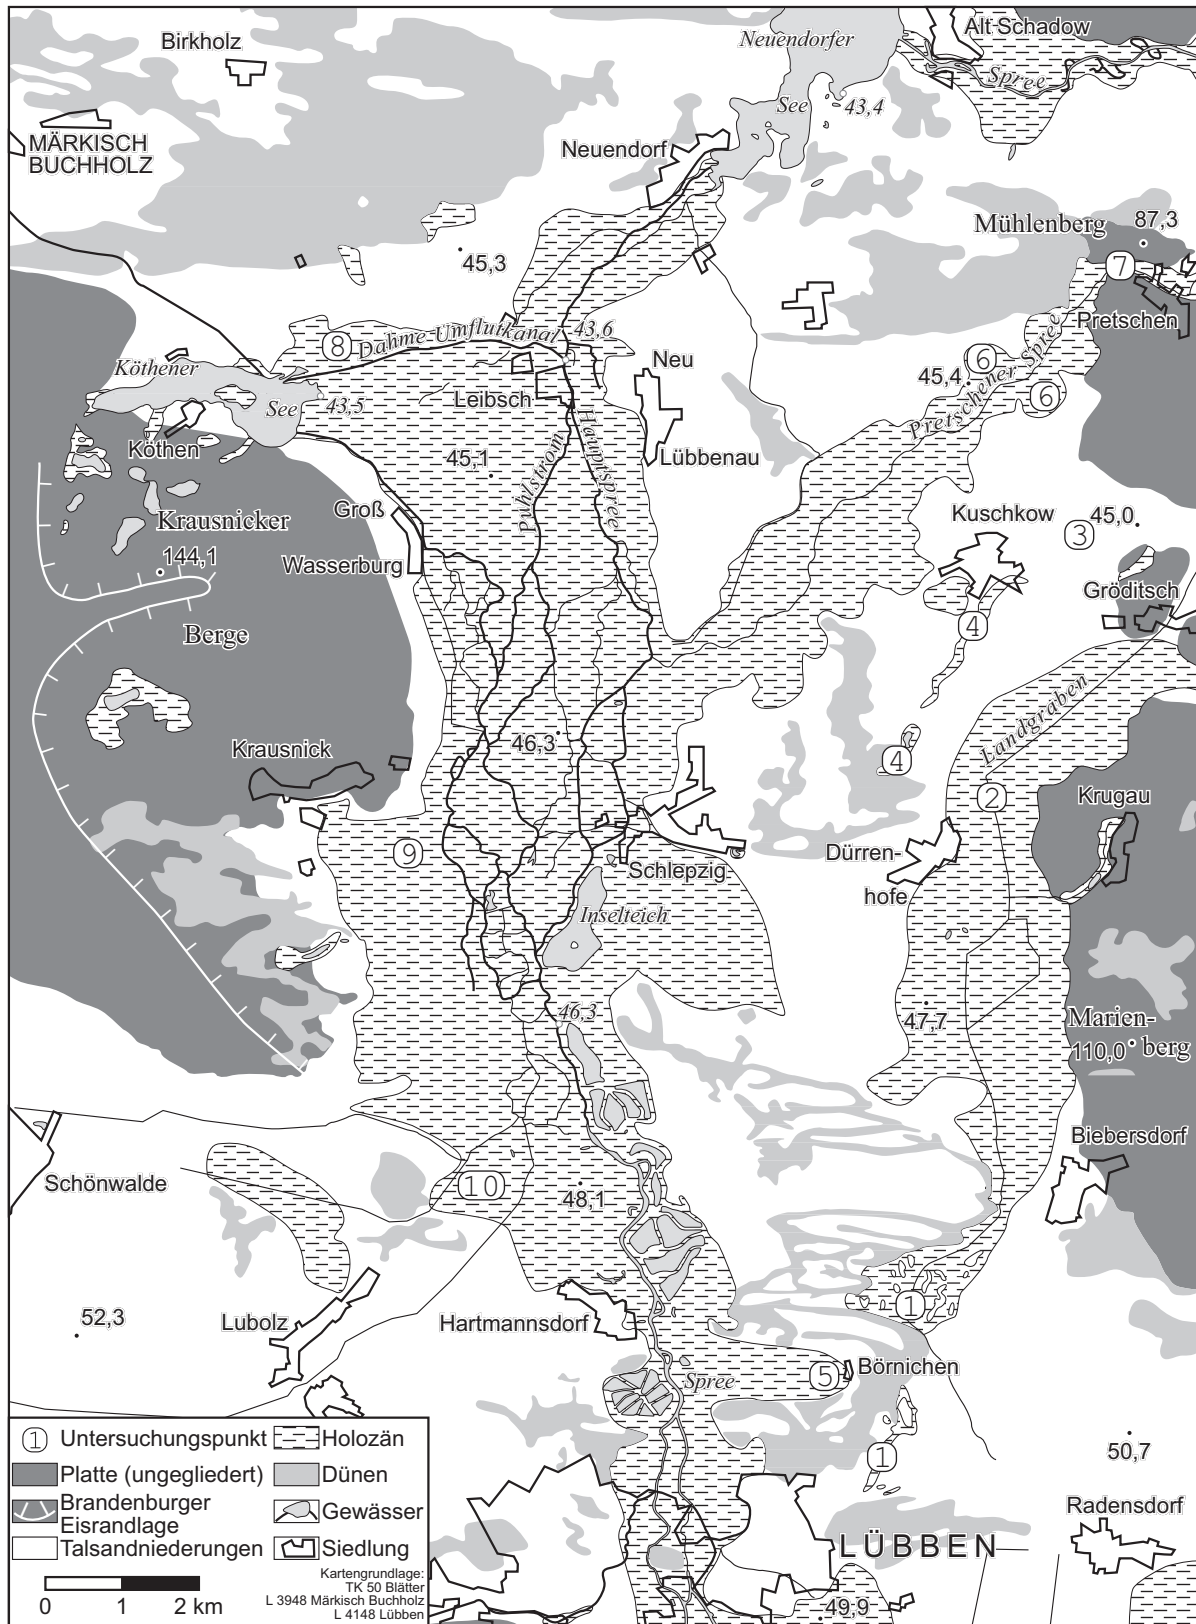 Neuendorfer
Alt Schadow
Birkholz
Spree
See
43,4
MÄRKISCH
BUCHHOLZ
Neuendorf
Mühlenberg
87,3
45,3
7
Pretschen
Dahme-Umflutkanal
43,6
8
Köthener
Neu
6
Pretschener Spree
45,4
See
43,5
Leibsch
6
Köthen
45,1
Puhlstrom
Hauptspree
Lübbenau
Groß
Krausnicker
Kuschkow
45,0
3
144,1
Wasserburg
Gröditsch
Berge
4
Landgraben
Krausnick
46,3
4
2
Krugau
9
Schlepzig
Dürren-
hofe
Inselteich
46,3
47,7
Marien-
110,0
berg
Biebersdorf
Schönwalde
10
48,1
1
52,3
Lubolz
Hartmannsdorf
5
Börnichen
Spree
1
50,7
Radensdorf
LÜBBEN
49,9
1 Untersuchungspunkt
Holozän
Platte (ungegliedert)
Dünen
Brandenburger
Eisrandlage
Gewässer
Talsandniederungen
Siedlung
0 1 2 km
Kartengrundlage:
TK 50 Blätter
L 3948 Märkisch Buchholz
L 4148 Lübben